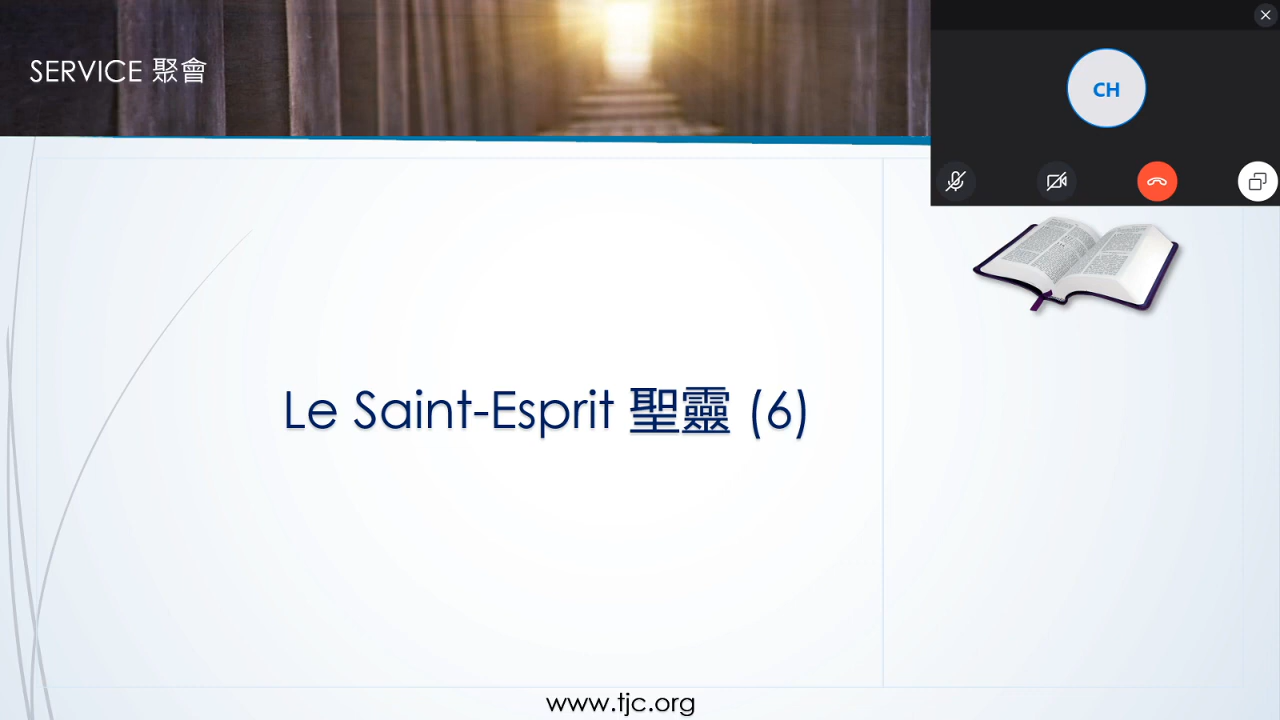 SERVICE 聚會
CH
Le Saint-Esprit 聖靈 (6)
www.tjc.org